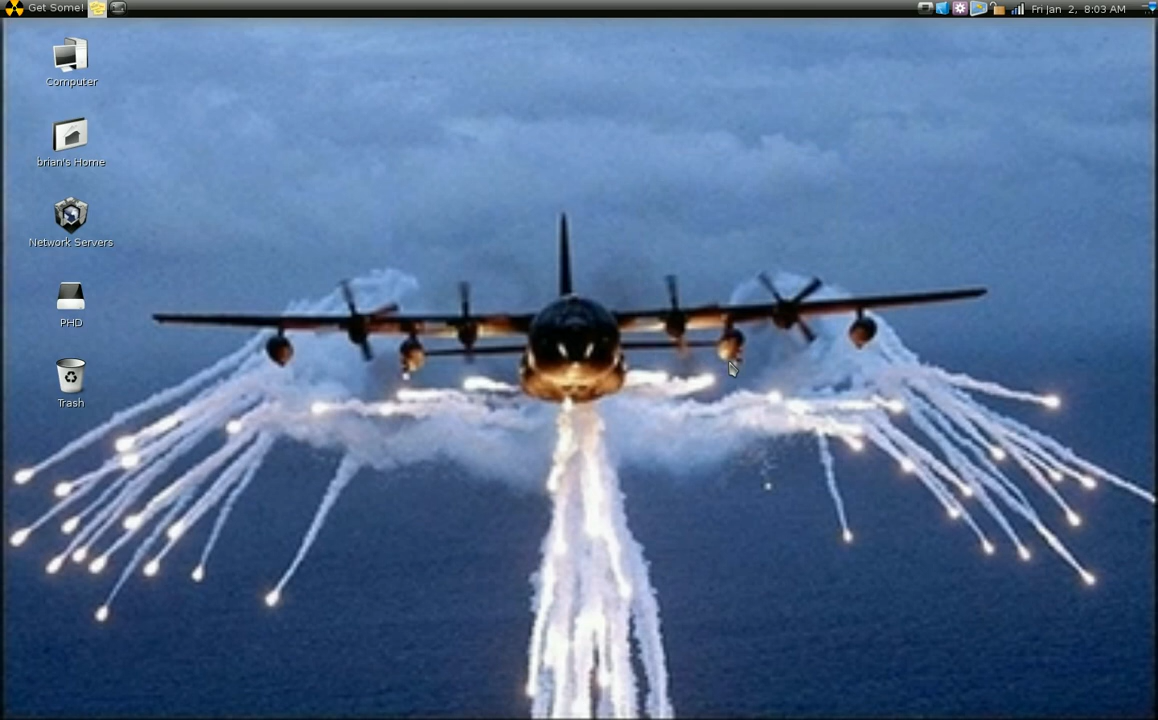 Get Some!
Fri Jan 2, 8:03 AM
Computer
brian's Home
Network Servers
PHD
Trash